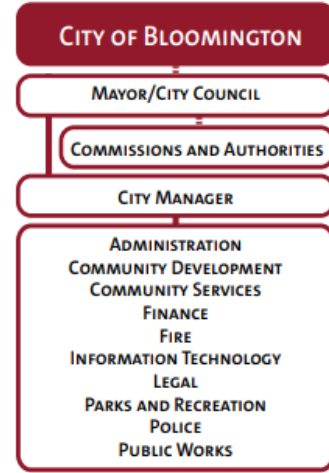 City of Bloomington
Mayor/City Council
Commissions and Authorities
City Manager
Administration
Community Development
Community Services
Finance
Fire
Information Technology
Legal
Parks and Recreation
Police
Public Works